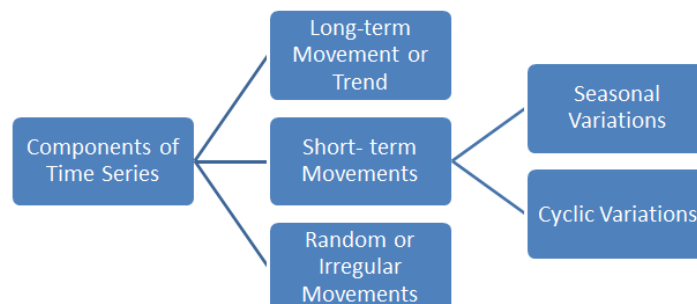 Long-term
Movement or
Trend
Components of
Time Series
Short- term
Movements
Random or
Irregular
Movements
Seasonal
Variations
Cyclic Variations